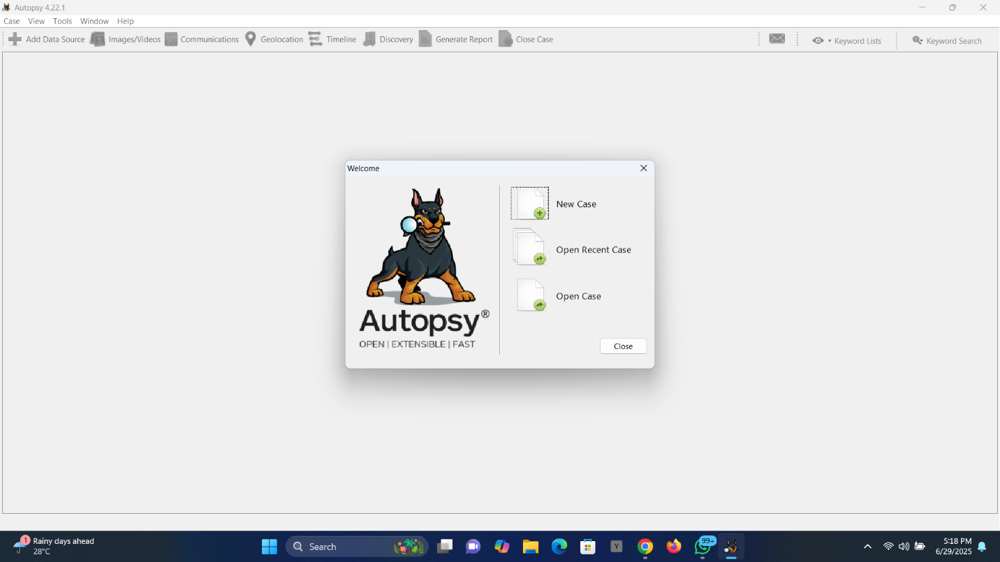 Autopsy 4.22.1
Case View Tools Window Help
Add Data Source Images/Videos Communications Geolocation Timeline Discovery Generate Report Close Case Keyword Lists Keyword Search
Welcome
New Case
Open Recent Case
Open Case
Autopsy®
OPEN | EXTENSIBLE | FAST
Close
1 Rainy days ahead
28°C
Search
Y
99+
5:18 PM
6/29/2025